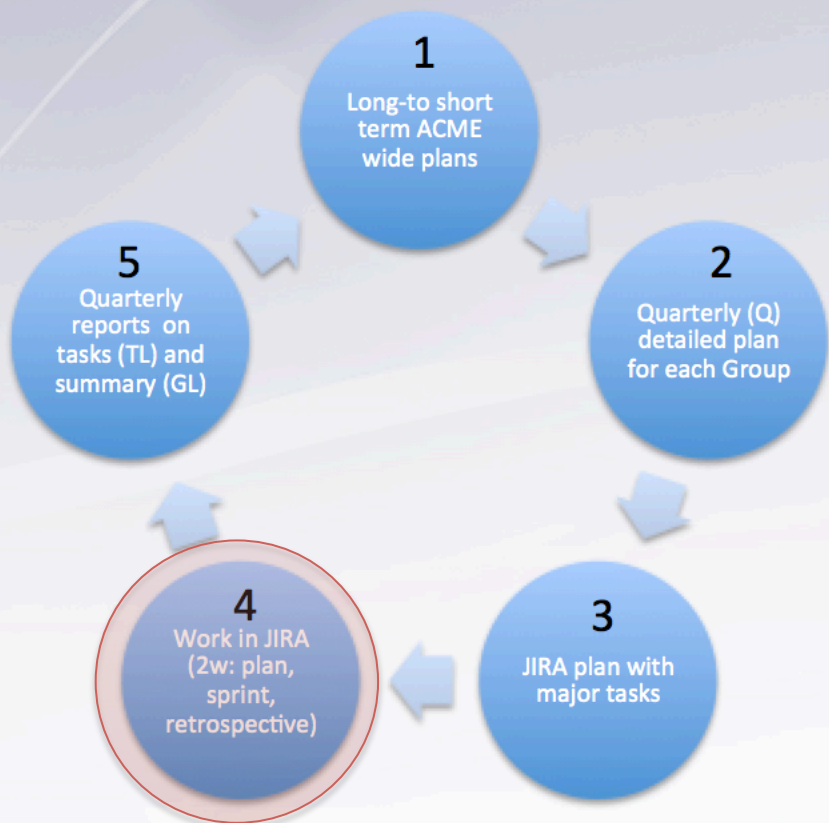 1
Long-to short
term ACME
wide plans
2
Quarterly (Q)
detailed plan
for each Group
3
JIRA plan with
major tasks
4
Work in JIRA
(2w: plan,
sprint,
retrospective)
5
Quarterly
reports on
tasks (TL) and
summary (GL)